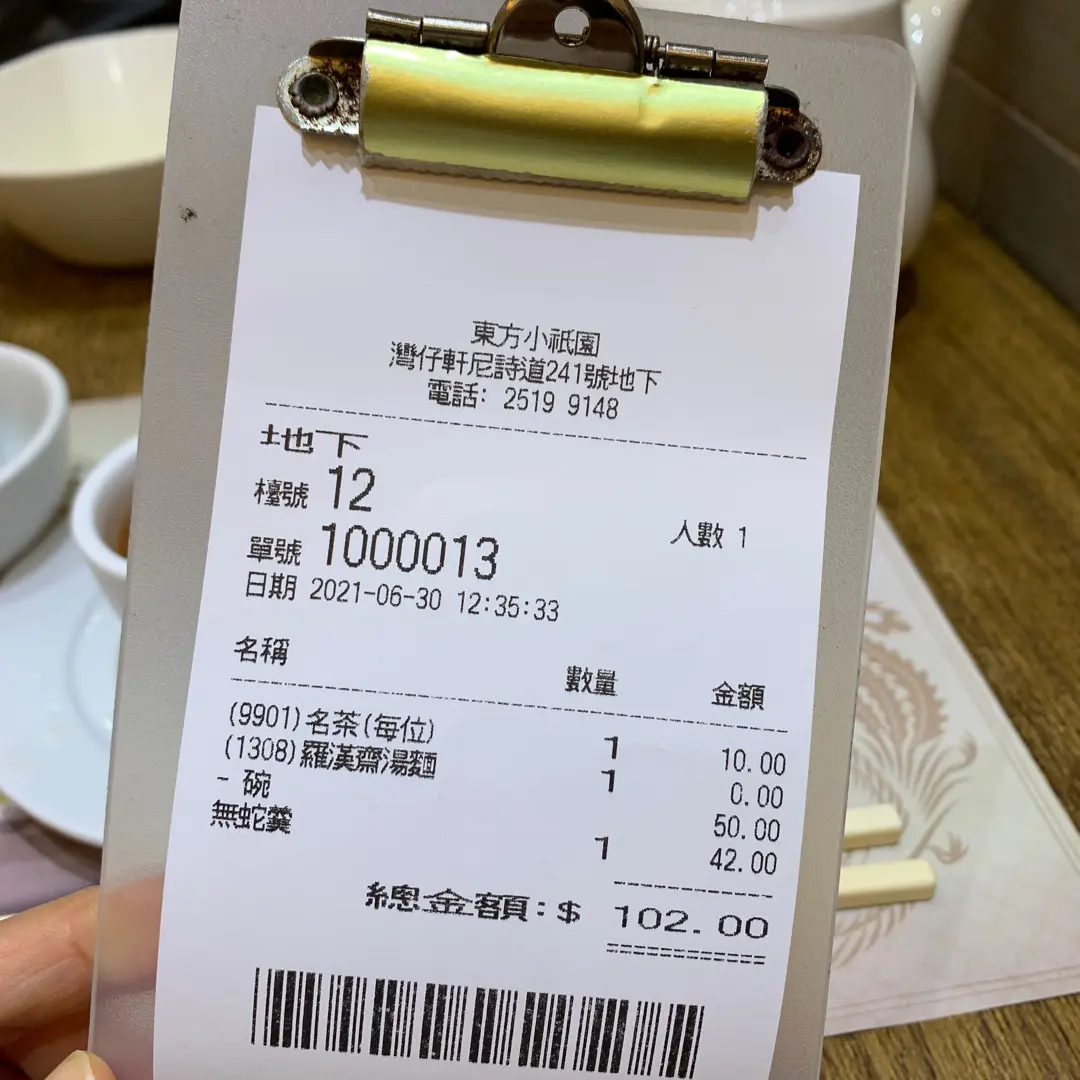 東方小祇園
灣仔軒尼詩道241號地下
電話: 2519 9148
地下
檯號 12 人數 1
單號 1000013
日期 2021-06-30 12:35:33
名稱 數量 金額
(9901)名茶(每位) 1 10.00
(1308)羅漢齋湯麵 1 0.00
- 碗 50.00
無蛇羹 1 42.00
總金額:$ 102.00